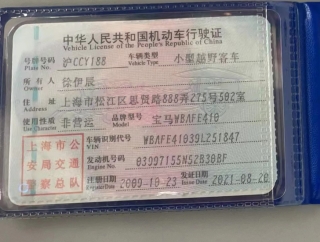 中华人民共和国机动车行驶证
Vehicle License of the People's Republic of China
号牌号码 沪CCY188 车辆类型 小型越野客车
Plate No. Vehicle Type
所有人 徐伊辰
Owner
住址 上海市松江区思贤路888弄275号502室
Address
使用性质 非营运 品牌型号 宝马WBAFE410
Use Character Model
车辆识别代号 WBAFE41039L251847
VIN
发动机号码 03997155N52B30BF
Engine No.
上海市公安局交通警察总队
注册日期 2009-10-23 发证日期 2021-08-20
Register Date Issue Date